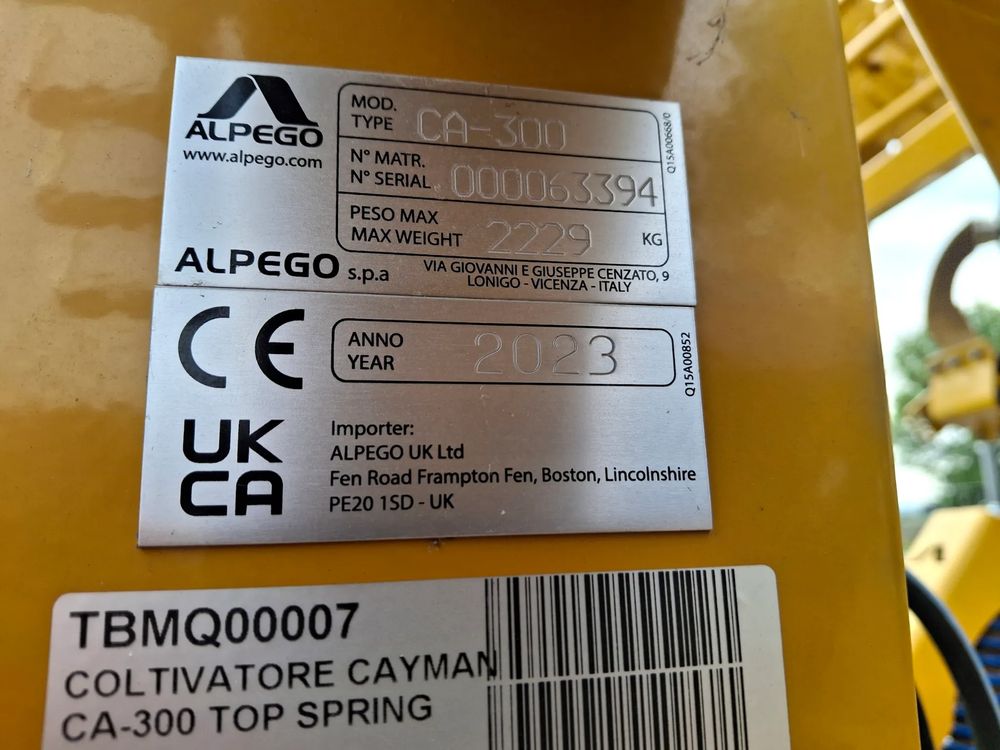 ALPEGO
www.alpego.com
MOD.
TYPE CA-300
N° MATR.
N° SERIAL 000063394
PESO MAX
MAX WEIGHT 2229 KG
Q15A00668/0
ALPEGO s.p.a
VIA GIOVANNI E GIUSEPPE CENZATO, 9
LONIGO - VICENZA - ITALY
CE
ANNO
YEAR 2023
Q15A00852
UK
CA
Importer:
ALPEGO UK Ltd
Fen Road Frampton Fen, Boston, Lincolnshire
PE20 1SD - UK
TBMQ00007
COLTIVATORE CAYMAN
CA-300 TOP SPRING